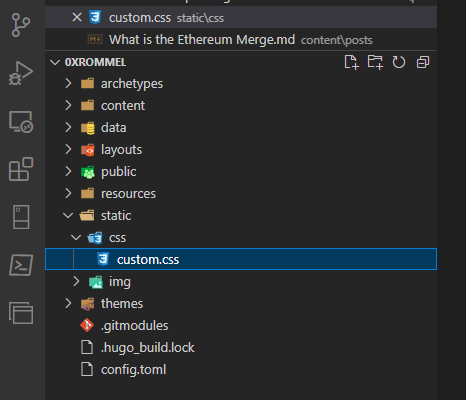 custom.css static\css
What is the Ethereum Merge.md content\posts
0XROMMEL
archetypes
content
data
layouts
public
resources
static
css
custom.css
img
themes
.gitmodules
.hugo_build.lock
config.toml